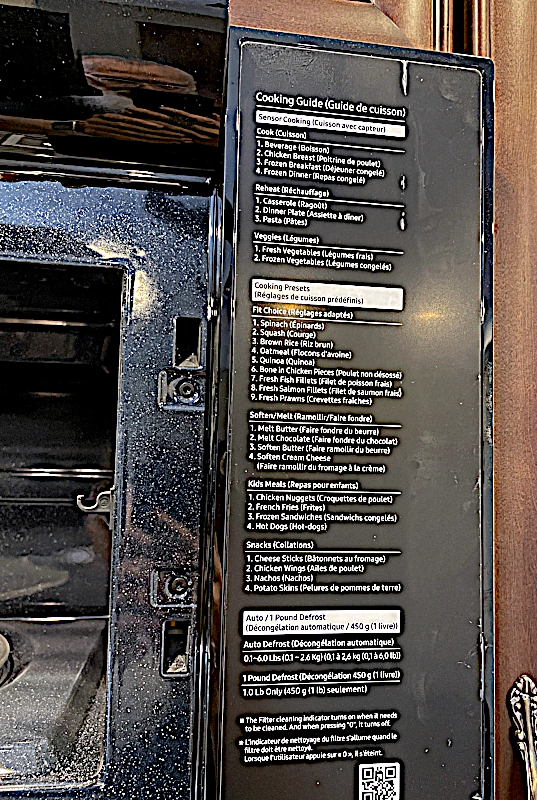 Cooking Guide (Guide de cuisson)
Sensor Cooking (Cuisson avec capteur)
Cook (Cuisson)
1. Beverage (Boisson)
2. Chicken Breast (Poitrine de poulet)
3. Frozen Breakfast (Déjeuner congelé)
4. Frozen Dinner (Repas congelé)
Reheat (Réchauffage)
1. Casserole (Ragoût)
2. Dinner Plate (Assiette à dîner)
3. Pasta (Pâtes)
Veggies (Légumes)
1. Fresh Vegetables (Légumes frais)
2. Frozen Vegetables (Légumes congelés)
Cooking Presets
(Réglages de cuisson prédéfinis)
Fit Choice (Réglages adaptés)
1. Spinach (Épinards)
2. Squash (Courge)
3. Brown Rice (Riz brun)
4. Oatmeal (Flocons d'avoine)
5. Quinoa (Quinoa)
6. Bone in Chicken Pieces (Poulet non désossé)
7. Fresh Fish Fillets (Filet de poisson frais)
8. Fresh Salmon Fillets (Filet de saumon frais)
9. Fresh Prawns (Crevettes fraîches)
Soften/Melt (Ramollir/Faire fondre)
1. Melt Butter (Faire fondre du beurre)
2. Melt Chocolate (Faire fondre du chocolat)
3. Soften Butter (Faire ramollir du beurre)
4. Soften Cream Cheese
(Faire ramollir du fromage à la crème)
Kids Meals (Repas pour enfants)
1. Chicken Nuggets (Croquettes de poulet)
2. French Fries (Frites)
3. Frozen Sandwiches (Sandwichs congelés)
4. Hot Dogs (Hot-dogs)
Snacks (Collations)
1. Cheese Sticks (Bâtonnets au fromage)
2. Chicken Wings (Ailes de poulet)
3. Nachos (Nachos)
4. Potato Skins (Pelures de pommes de terre)
Auto / 1 Pound Defrost
(Décongélation automatique / 450 g (1 livre))
Auto Defrost (Décongélation automatique)
0.1–6.0 Lbs (0.1 – 2.6 Kg) (0,1 à 2,6 kg (0,1 à 6,0 lb))
1 Pound Defrost (Décongélation 450 g (1 livre))
1.0 Lb Only (450 g (1 lb) seulement)
※ The Filter cleaning indicator turns on when it needs
to be cleaned. And when pressing "0", it turns off.
※ L'indicateur de nettoyage du filtre s'allume quand le
filtre doit être nettoyé.
Lorsque l'utilisateur appuie sur « 0 », il s'éteint.